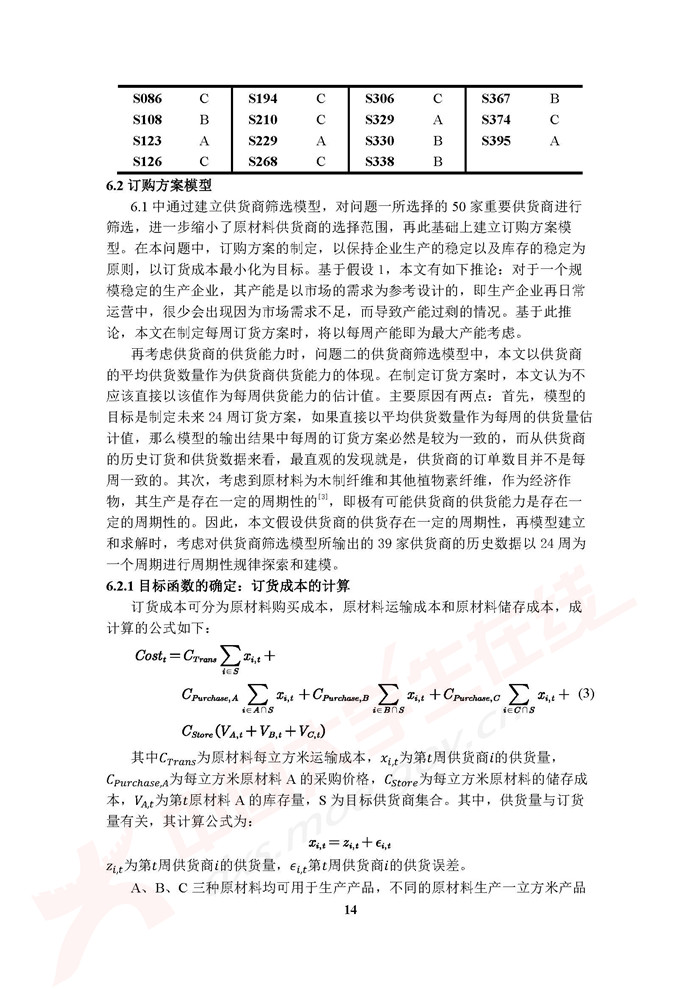 S086 C S194 C S306 C S367 B
S108 B S210 C S329 A S374 C
S123 A S229 A S330 B S395 A
S126 C S268 C S338 B
6.2 订购方案模型
6.1 中通过建立供货商筛选模型，对问题一所选择的 50 家重要供货商进行
筛选，进一步缩小了原材料供货商的选择范围，再此基础上建立订购方案模
型。在本问题中，订购方案的制定，以保持企业生产的稳定以及库存的稳定为
原则，以订货成本最小化为目标。基于假设 1，本文有如下推论：对于一个规
模稳定的生产企业，其产能是以市场的需求为参考设计的，即生产企业再日常
运营中，很少会出现因为市场需求不足，而导致产能过剩的情况。基于此推
论，本文在制定每周订货方案时，将以每周产能即为最大产能考虑。
再考虑供货商的供货能力时，问题二的供货商筛选模型中，本文以供货商
的平均供货数量作为供货商供货能力的体现。在制定订货方案时，本文认为不
应该直接以该值作为每周供货能力的估计值。主要原因有两点：首先，模型的
目标是制定未来 24 周订货方案，如果直接以平均供货数量作为每周的供货量估
计值，那么模型的输出结果中每周的订货方案必然是较为一致的，而从供货商
的历史订货和供货数据来看，最直观的发现就是，供货商的订单数目并不是每
周一致的。其次，考虑到原材料为木制纤维和其他植物素纤维，作为经济作
物，其生产是存在一定的周期性的[3]，即极有可能供货商的供货能力是存在一
定的周期性的。因此，本文假设供货商的供货存在一定的周期性，再模型建立
和求解时，考虑对供货商筛选模型所输出的 39 家供货商的历史数据以 24 周为
一个周期进行周期性规律探索和建模。
6.2.1 目标函数的确定：订货成本的计算
订货成本可分为原材料购买成本，原材料运输成本和原材料储存成本，成
计算的公式如下：
Cost_t = C_Trans ∑_{i∈S} x_{i,t} +
C_Purchase,A ∑_{i∈A∩S} x_{i,t} + C_Purchase,B ∑_{i∈B∩S} x_{i,t} + C_Purchase,C ∑_{i∈C∩S} x_{i,t} + (3)
C_Store (V_{A,t} + V_{B,t} + V_{C,t})
其中C_Trans为原材料每立方米运输成本，x_{i,t}为第t周供货商i的供货量，
C_Purchase,A为每立方米原材料 A 的采购价格，C_Store为每立方米原材料的储存成
本，V_{A,t}为第t原材料 A 的库存量，S 为目标供货商集合。其中，供货量与订货
量有关，其计算公式为：
x_{i,t} = z_{i,t} + ϵ_{i,t}
z_{i,t}为第t周供货商i的供货量，ϵ_{i,t}第t周供货商i的供货误差。
A、B、C 三种原材料均可用于生产产品，不同的原材料生产一立方米产品
14